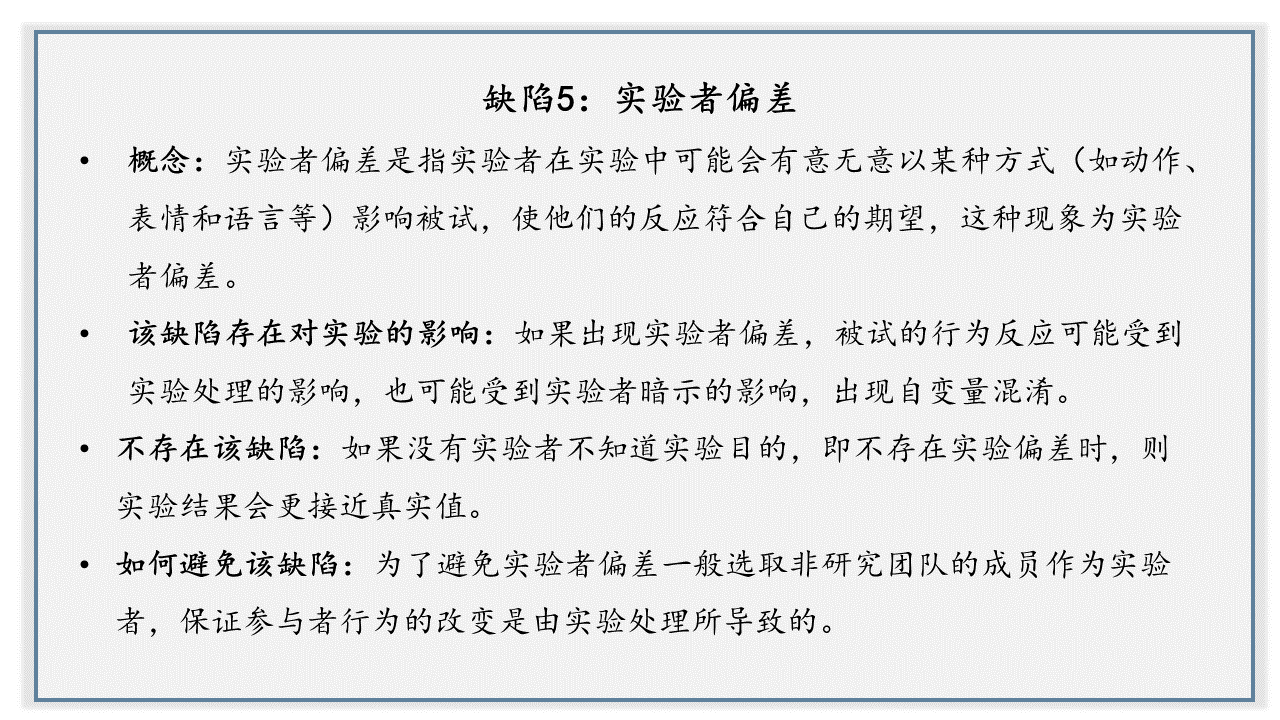 缺陷5：实验者偏差
• 概念：实验者偏差是指实验者在实验中可能会有意无意以某种方式（如动作、
表情和语言等）影响被试，使他们的反应符合自己的期望，这种现象为实验
者偏差。
• 该缺陷存在对实验的影响：如果出现实验者偏差，被试的行为反应可能受到
实验处理的影响，也可能受到实验者暗示的影响，出现自变量混淆。
• 不存在该缺陷：如果没有实验者不知道实验目的，即不存在实验偏差时，则
实验结果会更接近真实值。
• 如何避免该缺陷：为了避免实验者偏差一般选取非研究团队的成员作为实验
者，保证参与者行为的改变是由实验处理所导致的。